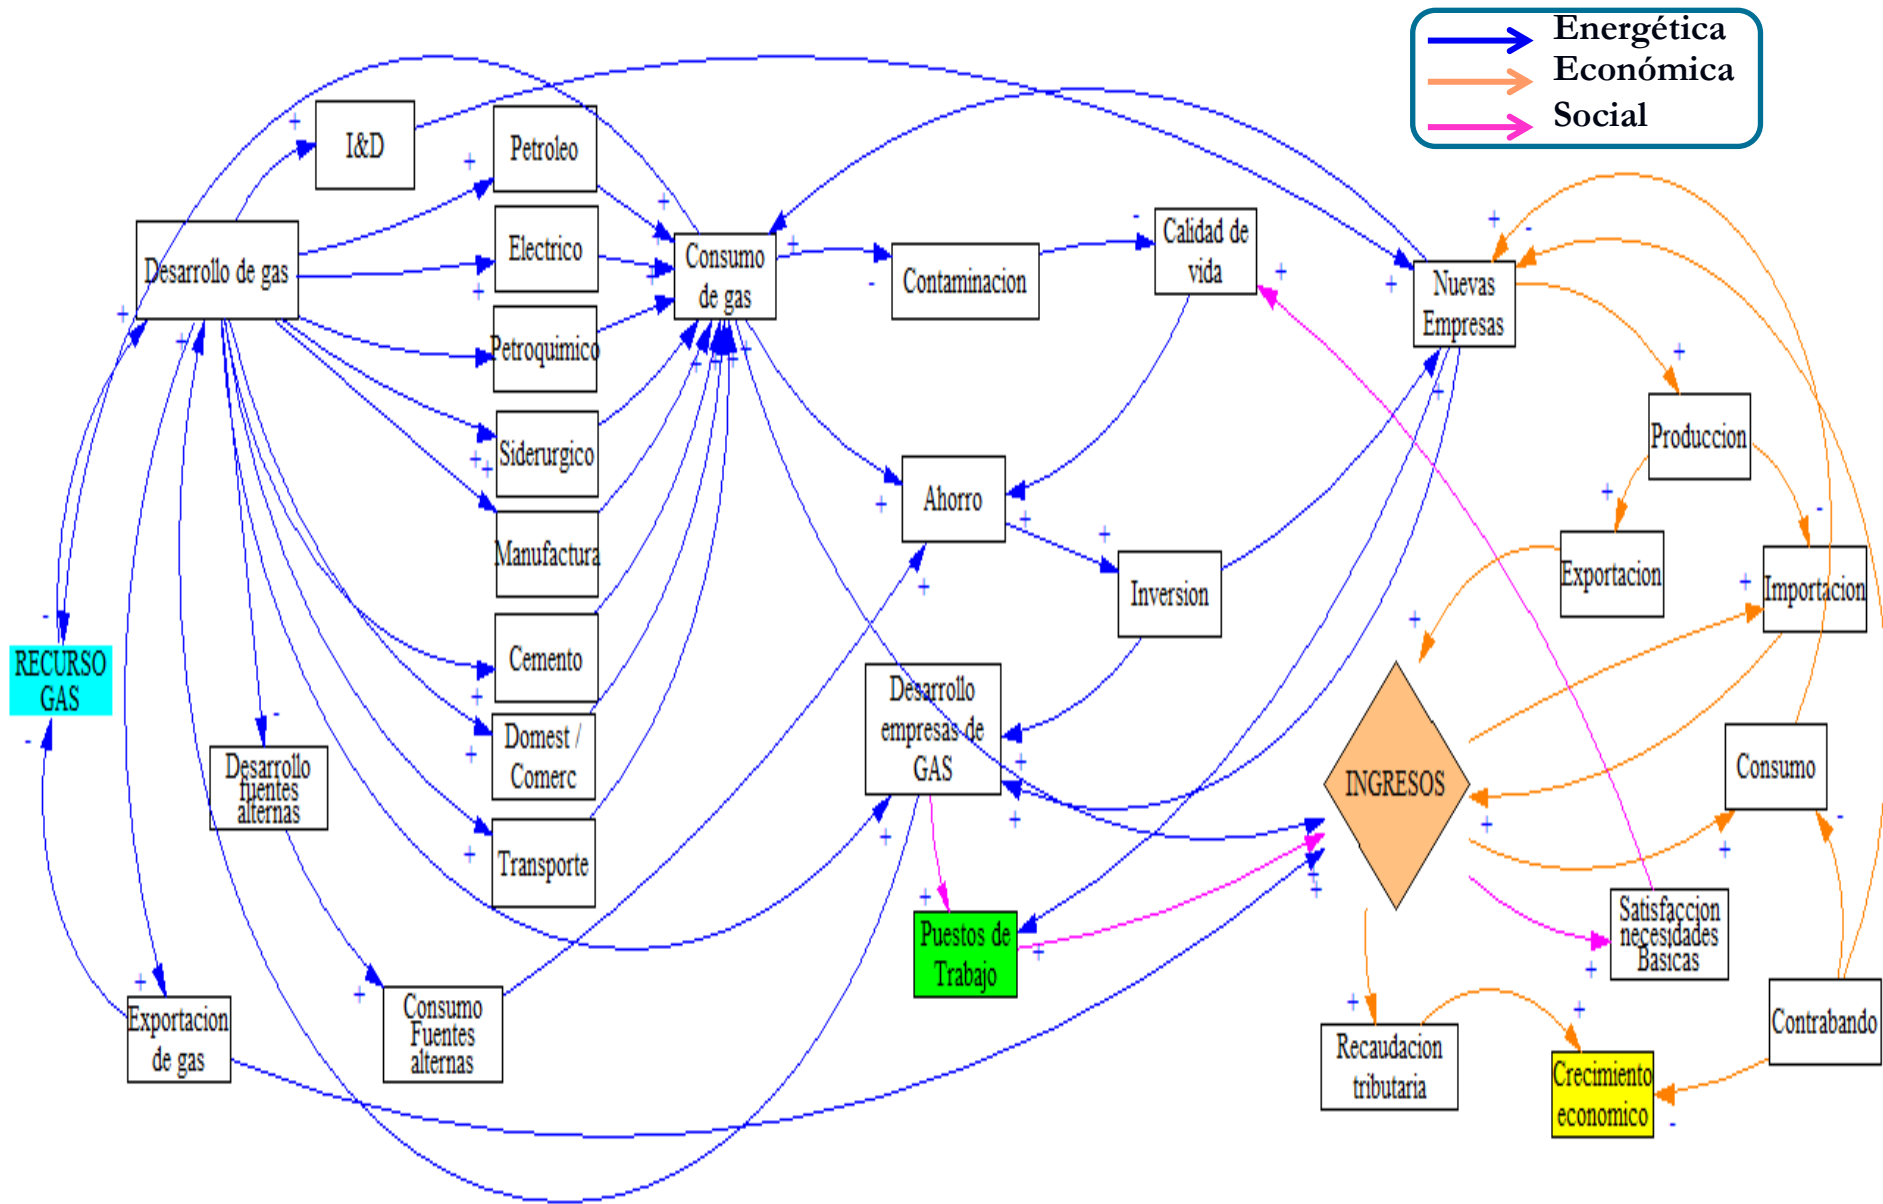 Energética
Económica
Social
I&D
Petroleo
Desarrollo de gas
Electrico
Consumo
de gas
Contaminacion
Calidad de
vida
Nuevas
Empresas
Petroquimico
Siderurgico
Manufactura
Ahorro
Inversion
Produccion
Exportacion
Importacion
RECURSO
GAS
Cemento
Domest /
Comerc
Transporte
Desarrollo
fuentes
alternas
Desarrollo
empresas de
GAS
INGRESOS
Consumo
Puestos de
Trabajo
Satisfaccion
necesidades
Basicas
Exportacion
de gas
Consumo
Fuentes
alternas
Recaudacion
tributaria
Crecimiento
economico
Contrabando